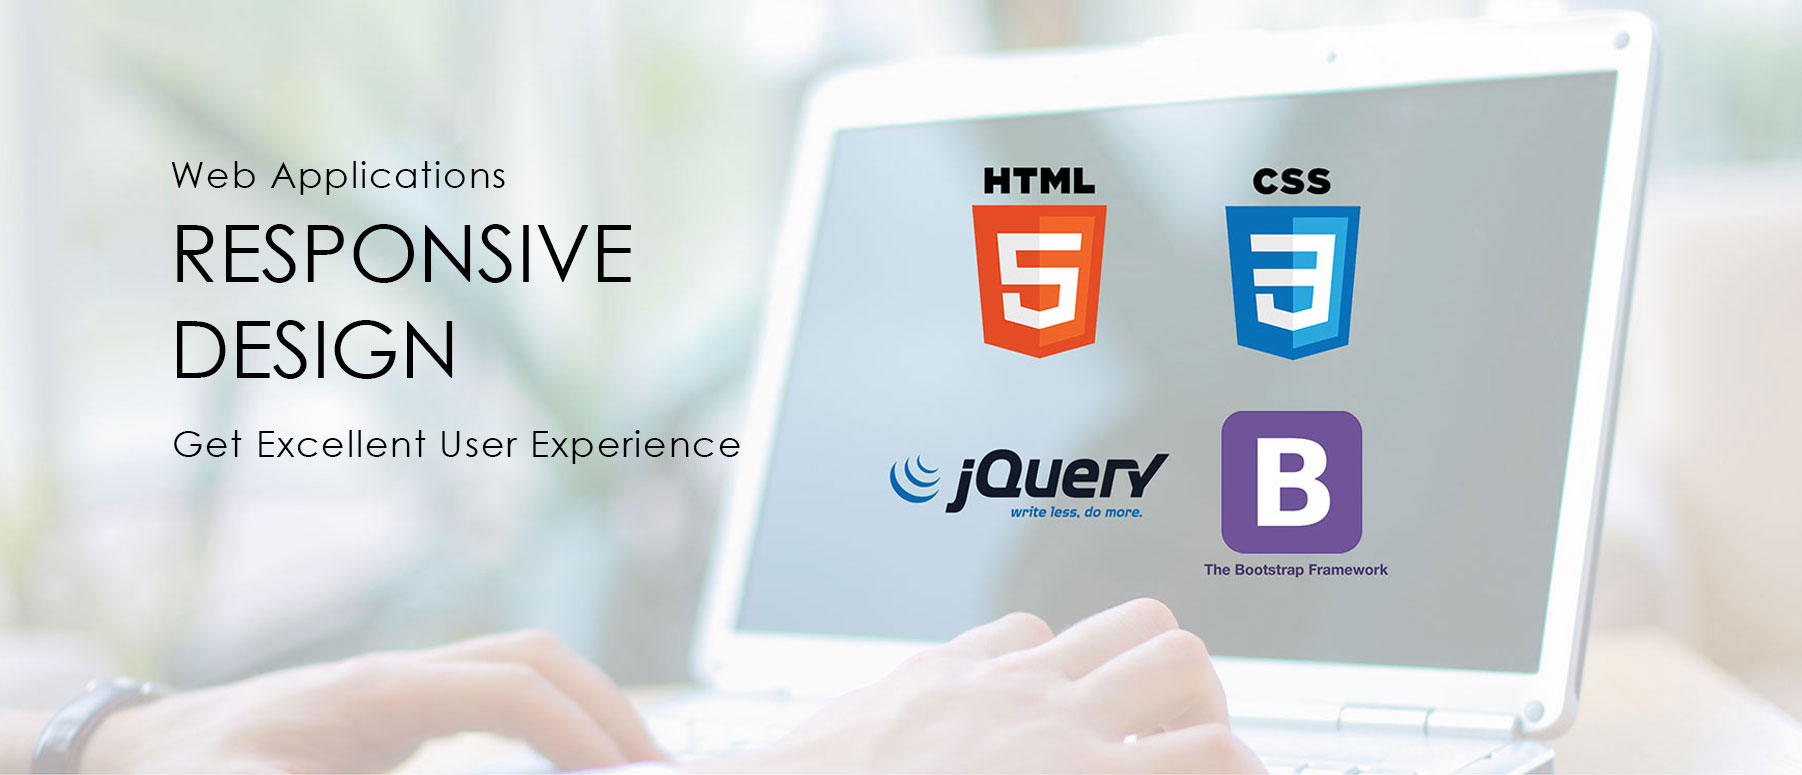 Web Applications
RESPONSIVE
DESIGN
Get Excellent User Experience
HTML
5
CSS
3
jQuery
write less, do more.
B
The Bootstrap Framework